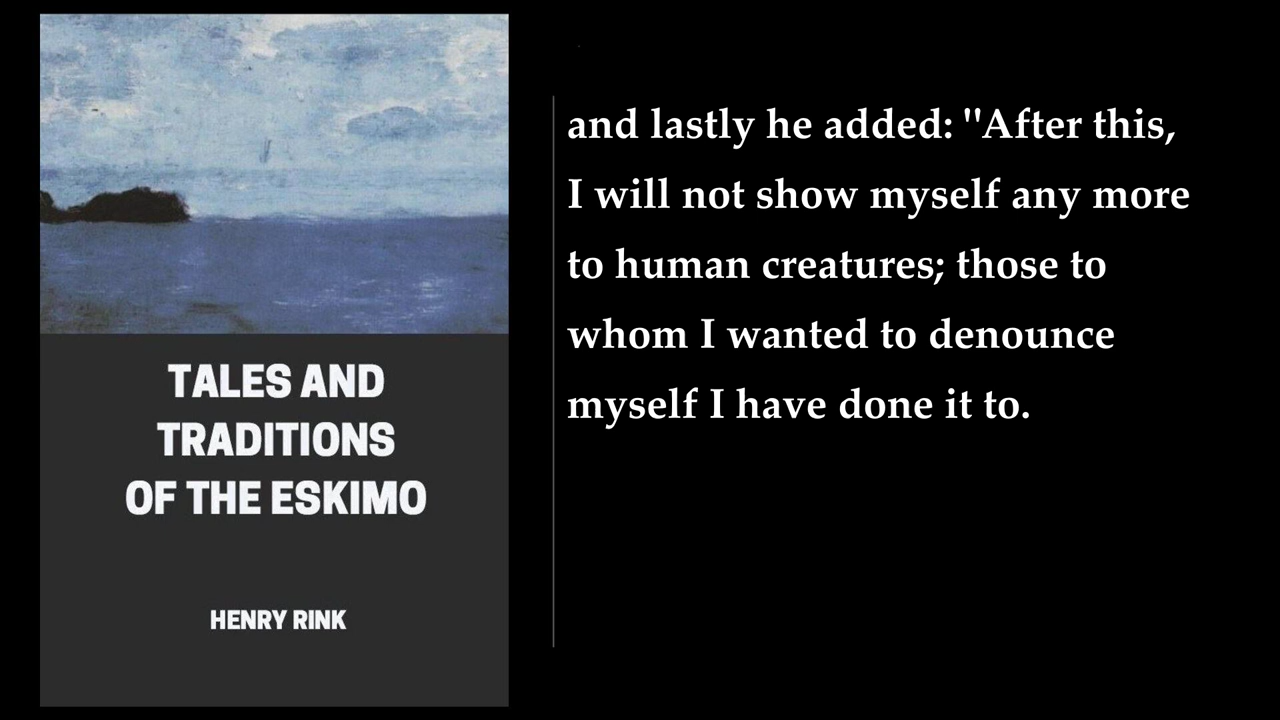 TALES AND
TRADITIONS
OF THE ESKIMO
HENRY RINK
and lastly he added: "After this,
I will not show myself any more
to human creatures; those to
whom I wanted to denounce
myself I have done it to.